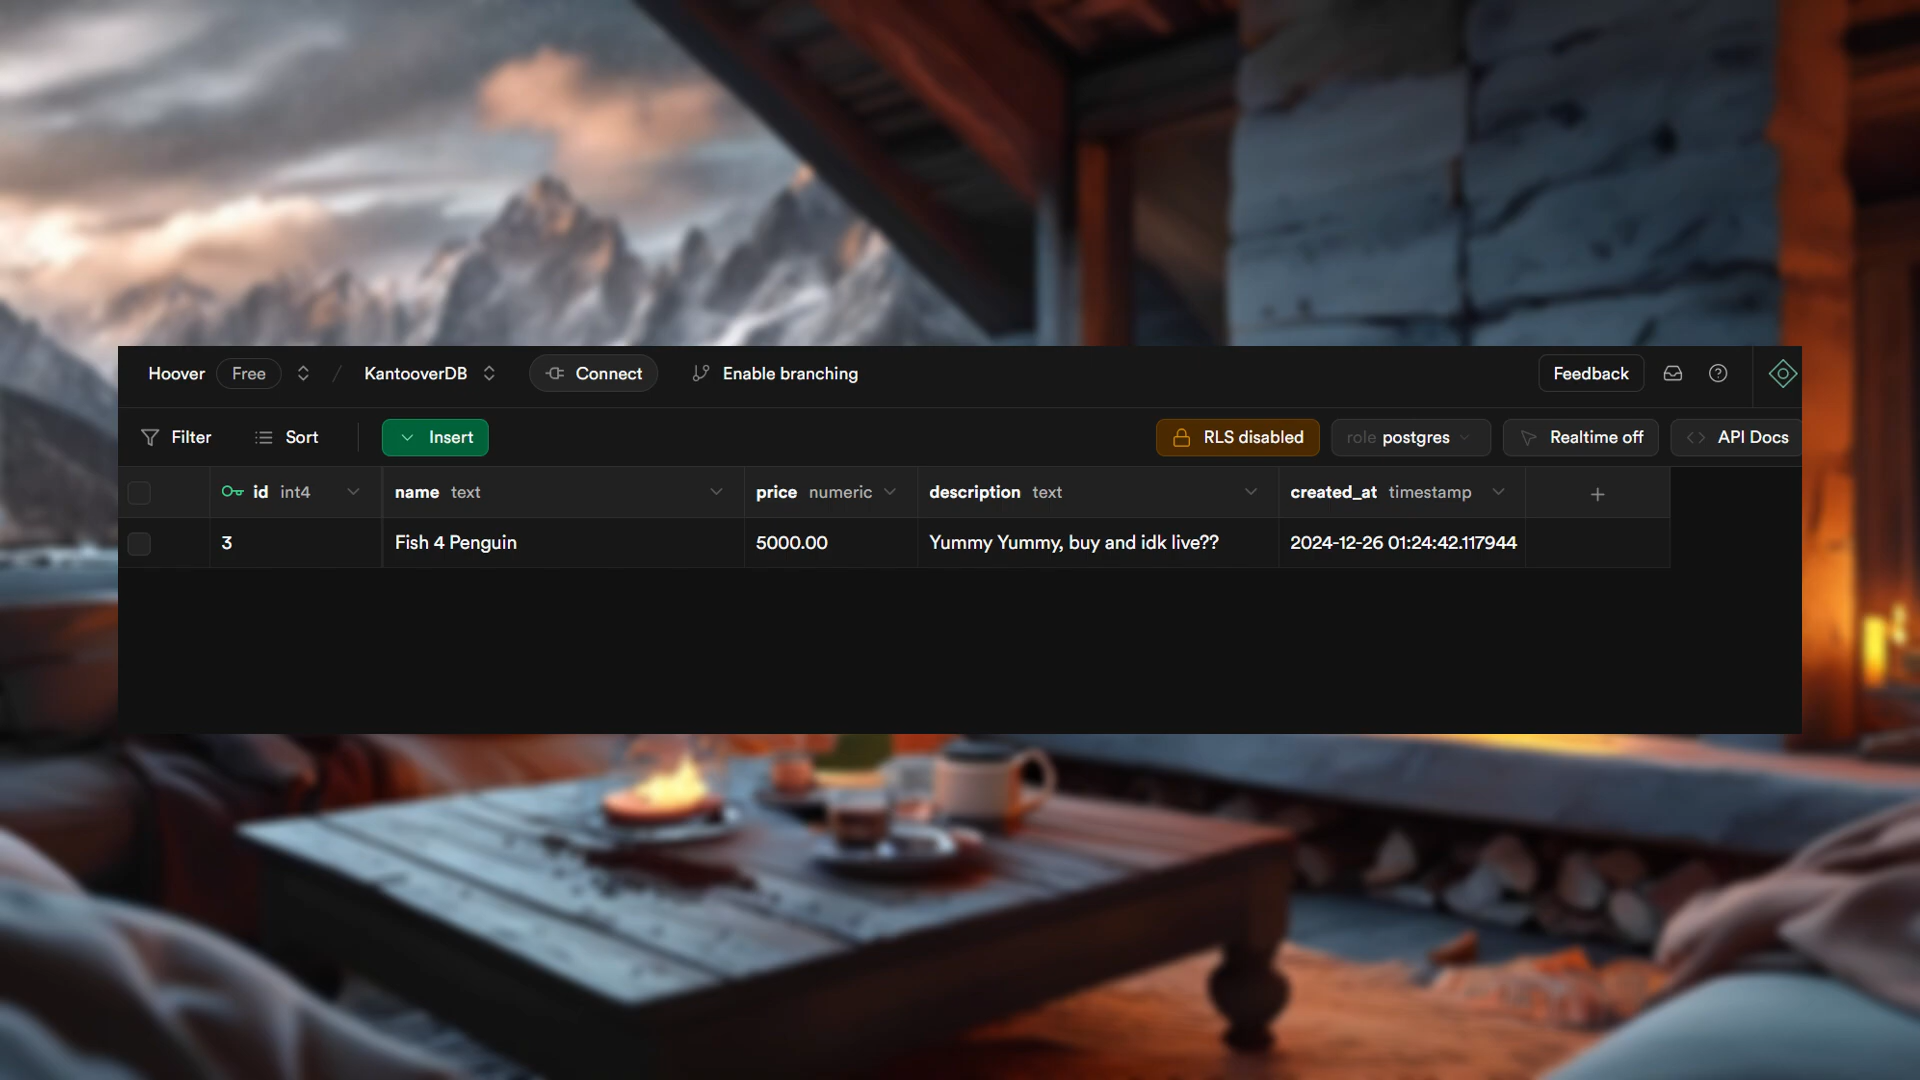 Hoover Free / KantooverDB Connect Enable branching Feedback
Filter Sort Insert RLS disabled role postgres Realtime off API Docs
id int4 name text price numeric description text created_at timestamp
3 Fish 4 Penguin 5000.00 Yummy Yummy, buy and idk live?? 2024-12-26 01:24:42.117944